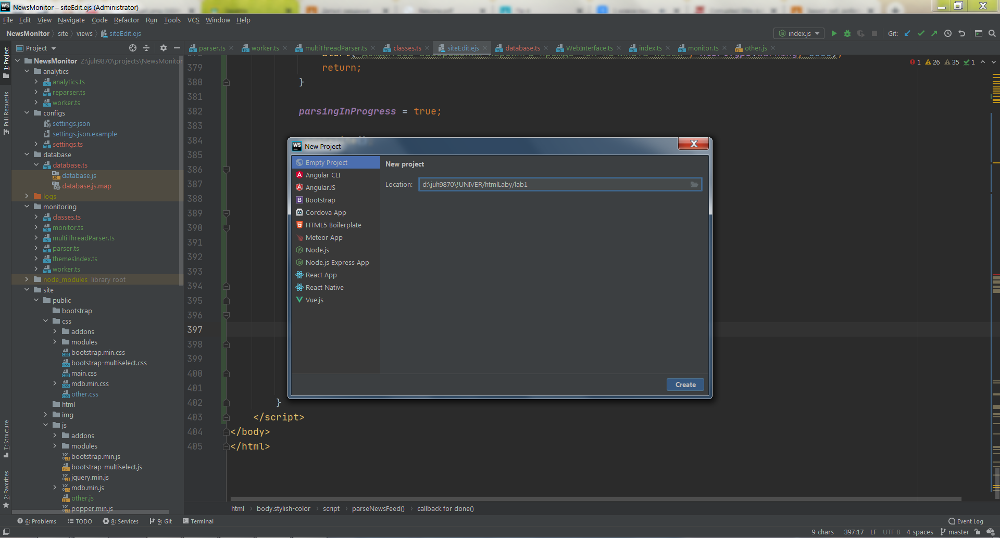 NewsMonitor – siteEdit.ejs (Administrator)
File Edit View Navigate Code Refactor Run Tools VCS Window Help
NewsMonitor site views siteEdit.ejs
index.js Git:
Project
parser.ts worker.ts multiThreadParser.ts classes.ts siteEdit.ejs database.ts WebInterface.ts index.ts monitor.ts other.js
1: Project
Pull Requests
7: Structure
2: Favorites
NewsMonitor Z:\juh9870\projects\NewsMonitor
analytics
analytics.ts
reparser.ts
worker.ts
configs
settings.json
settings.json.example
settings.ts
database
database.ts
database.js
database.js.map
logs
monitoring
classes.ts
monitor.ts
multiThreadParser.ts
parser.ts
themesIndex.ts
worker.ts
node_modules library root
site
public
bootstrap
css
addons
modules
bootstrap.min.css
bootstrap-multiselect.css
main.css
mdb.min.css
other.css
html
img
js
addons
modules
bootstrap.min.js
bootstrap-multiselect.js
jquery.min.js
mdb.min.js
other.js
popper.min.js
1 26 35 1
379 return;
380 }
381
382 parsingInProgress = true;
383
384
385
386
387
388
389
390
391
392
393
394
395
396
397
398
399
400
401
402 }
403 </script>
404 </body>
405 </html>
New Project
Empty Project
Angular CLI
AngularJS
Bootstrap
Cordova App
HTML5 Boilerplate
Meteor App
Node.js
Node.js Express App
React App
React Native
Vue.js
New project
Location: d:\juh9870\!UNIVER/htmlLaby/lab1
Create
html body.stylish-color script parseNewsFeed() callback for done()
6: Problems TODO 8: Services 9: Git Terminal
Event Log
9 chars 397:17 LF UTF-8 4 spaces master